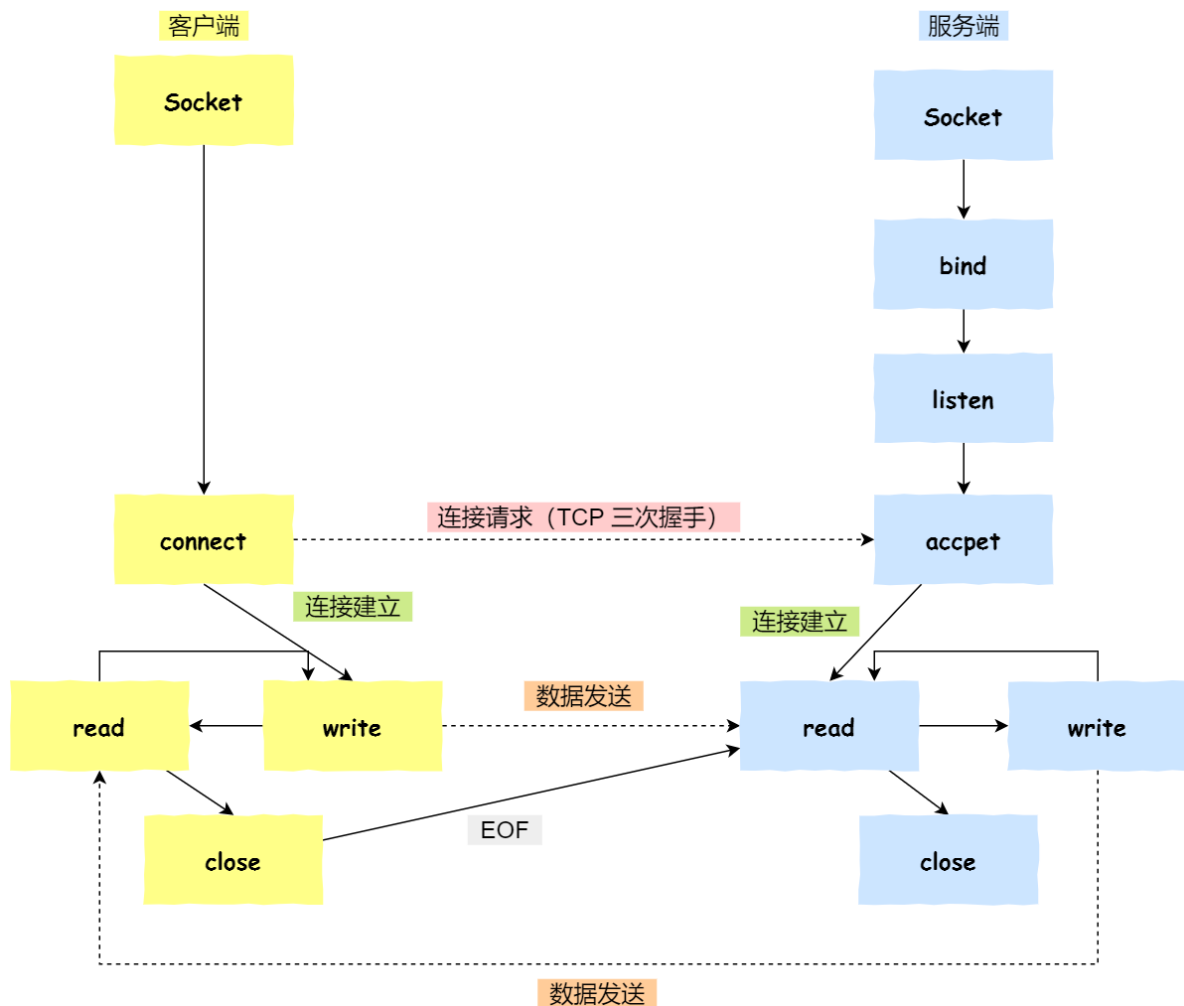 客户端
服务端
Socket
Socket
bind
listen
connect
连接请求（TCP 三次握手）
accpet
连接建立
连接建立
read
write
数据发送
read
write
close
EOF
close
数据发送